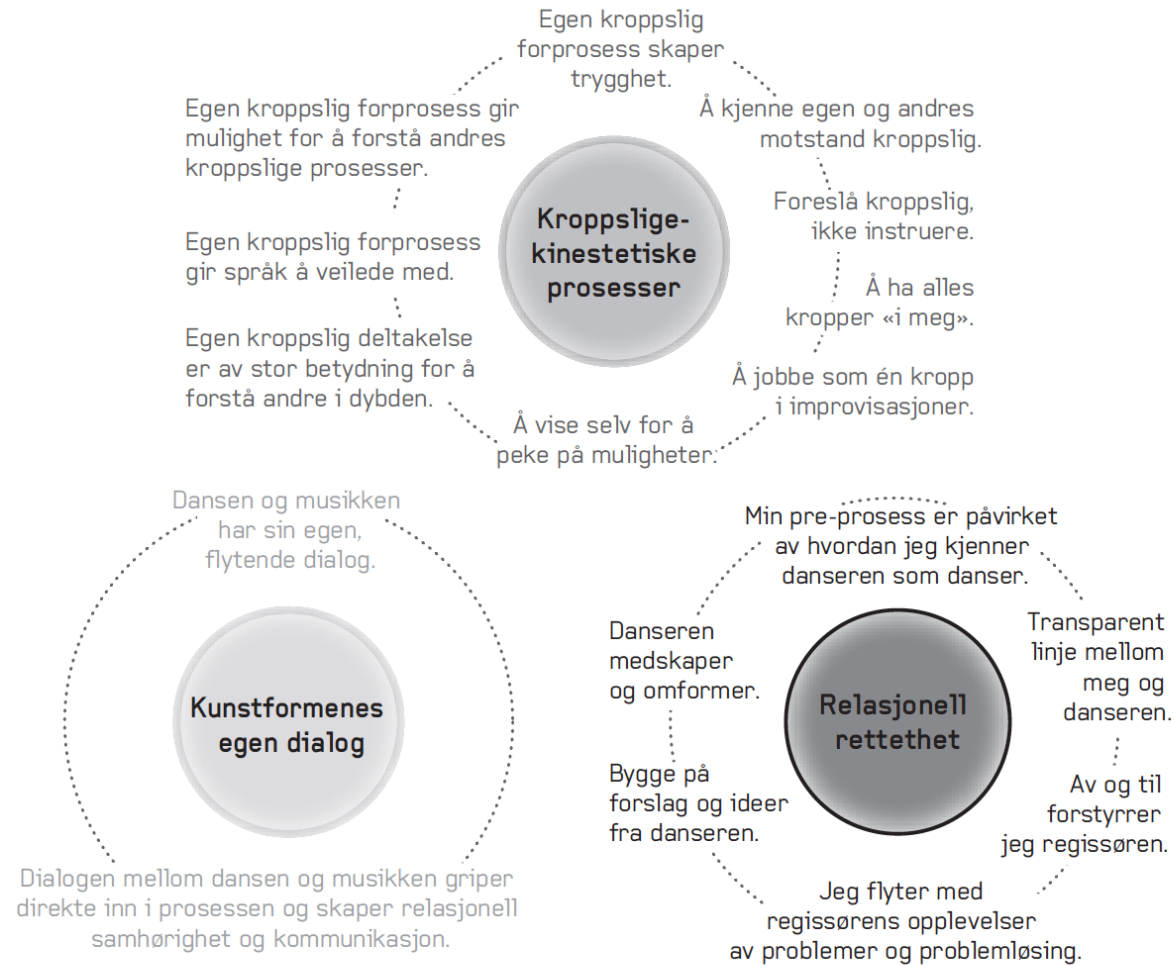 Egen kroppslig
forprosess skaper
trygghet.
Å kjenne egen og andres
motstand kroppslig.
Foreslå kroppslig,
ikke instruere.
Å ha alles
kropper «i meg».
Å jobbe som én kropp
i improvisasjoner.
Å vise selv for å
peke på muligheter.
Egen kroppslig deltakelse
er av stor betydning for å
forstå andre i dybden.
Egen kroppslig forprosess
gir språk å veilede med.
Egen kroppslig forprosess gir
mulighet for å forstå andres
kroppslige prosesser.
Kroppslige-
kinestetiske
prosesser
Dansen og musikken
har sin egen,
flytende dialog.
Kunstformenes
egen dialog
Dialogen mellom dansen og musikken griper
direkte inn i prosessen og skaper relasjonell
samhørighet og kommunikasjon.
Min pre-prosess er påvirket
av hvordan jeg kjenner
danseren som danser.
Transparent
linje mellom
meg og
danseren.
Av og til
forstyrrer
jeg regissøren.
Jeg flyter med
regissørens opplevelser
av problemer og problemløsing.
Bygge på
forslag og ideer
fra danseren.
Danseren
medskaper
og omformer.
Relasjonell
rettethet